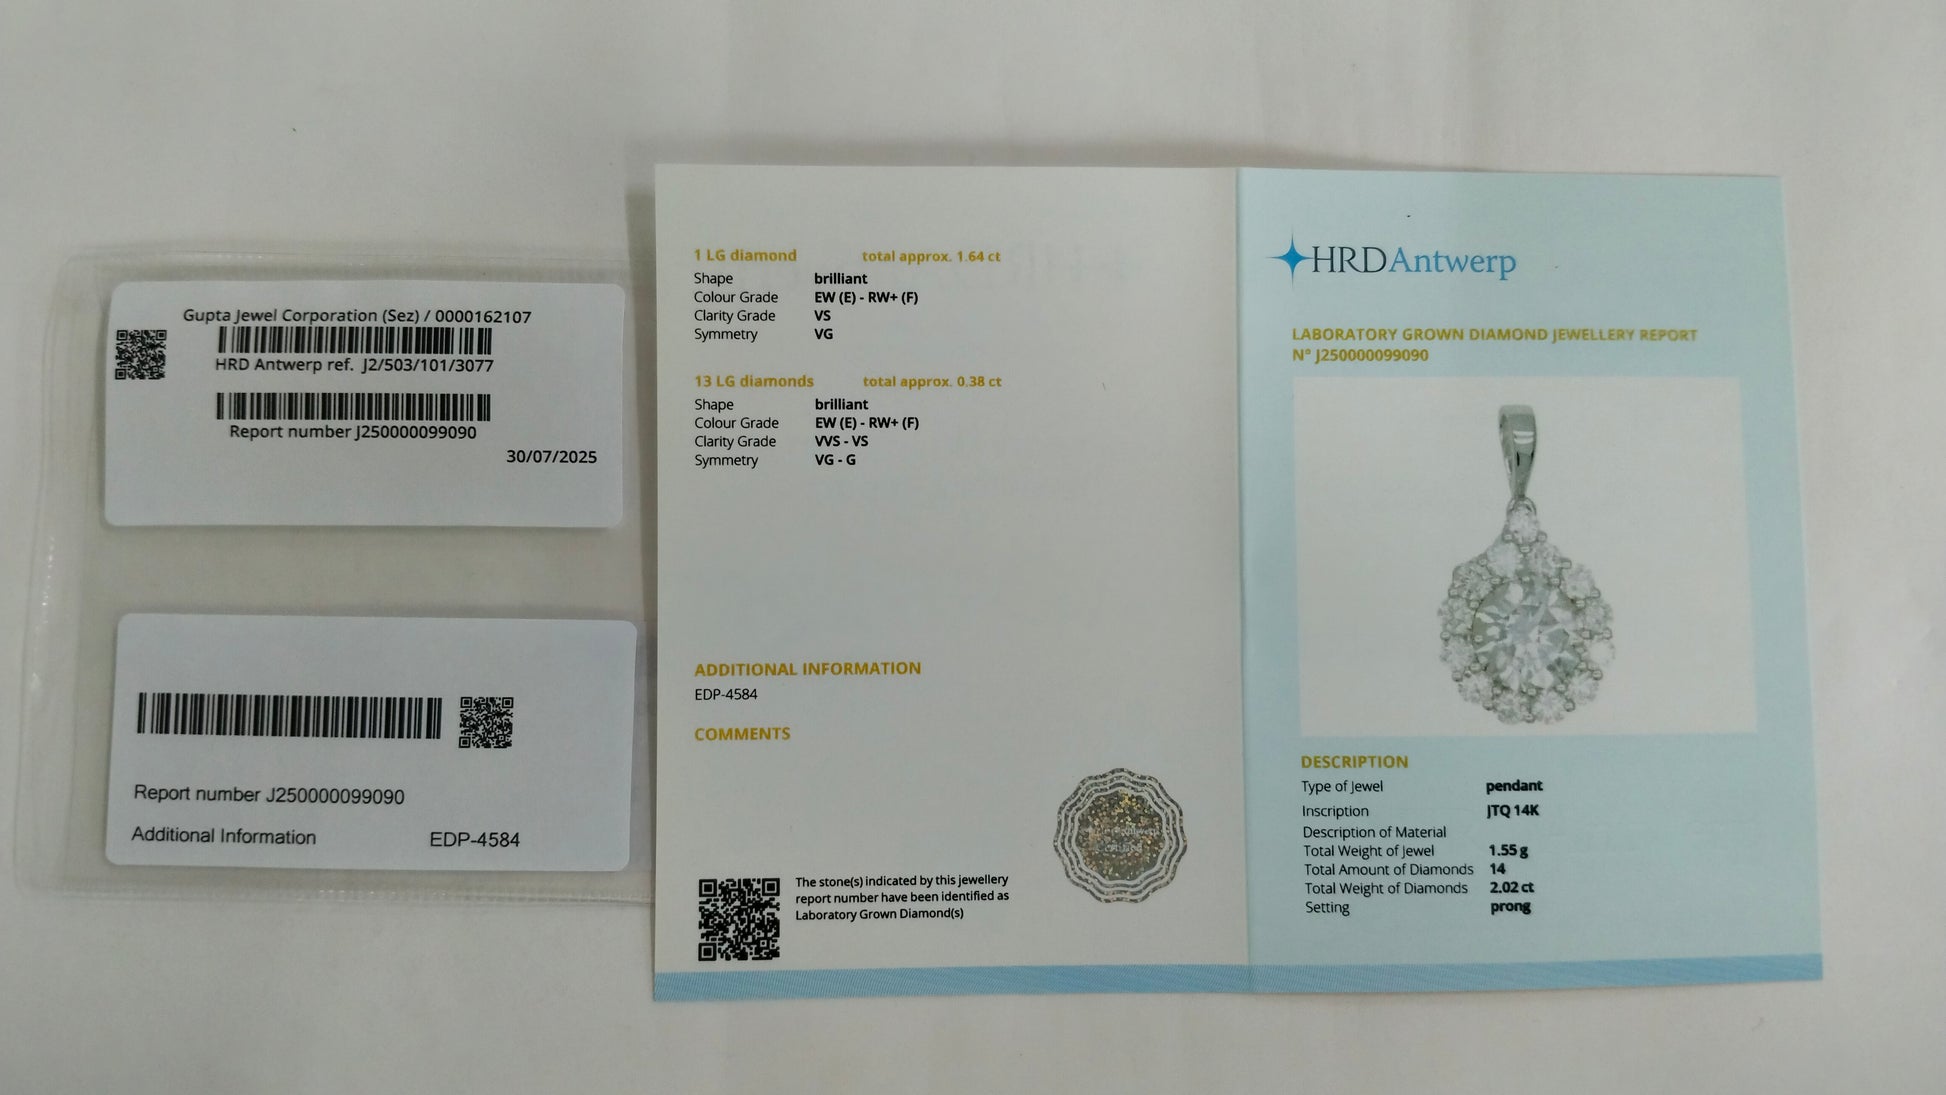 Gupta Jewel Corporation (Sez) / 0000162107
HRD Antwerp ref. J2/503/101/3077
Report number J250000099090
30/07/2025
Report number J250000099090
Additional Information EDP-4584
1 LG diamond total approx. 1.64 ct
Shape brilliant
Colour Grade EW (E) - RW+ (F)
Clarity Grade VS
Symmetry VG
13 LG diamonds total approx. 0.38 ct
Shape brilliant
Colour Grade EW (E) - RW+ (F)
Clarity Grade VVS - VS
Symmetry VG - G
ADDITIONAL INFORMATION
EDP-4584
COMMENTS
The stone(s) indicated by this jewellery
report number have been identified as
Laboratory Grown Diamond(s)
HRDAntwerp
LABORATORY GROWN DIAMOND JEWELLERY REPORT
N° J250000099090
DESCRIPTION
Type of Jewel pendant
Inscription JTQ 14K
Description of Material
Total Weight of Jewel 1.55 g
Total Amount of Diamonds 14
Total Weight of Diamonds 2.02 ct
Setting prong